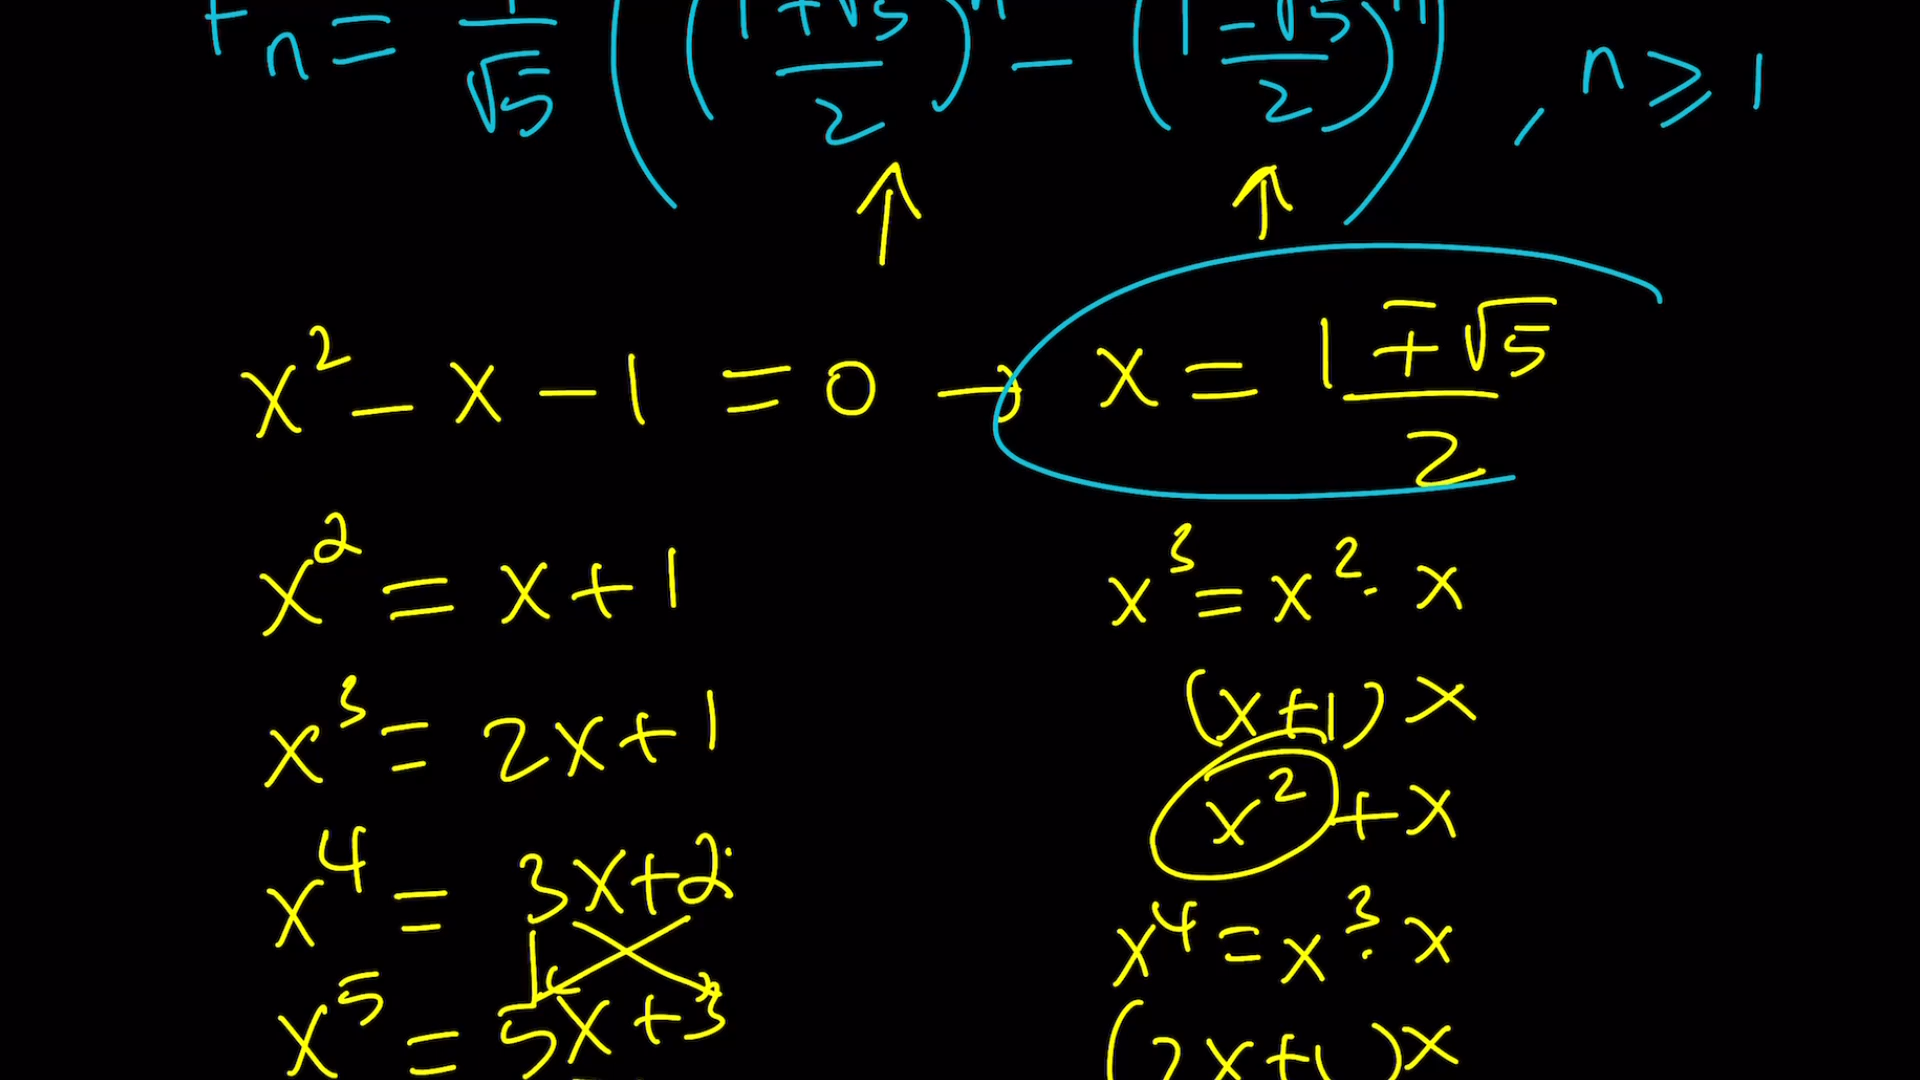 Fn = 1/√5 (((1+√5)/2)^n − ((1−√5)/2)^n), n ⩾ 1
x² − x − 1 = 0 → x = (1∓√5)/2
x² = x + 1
x³ = 2x + 1
x⁴ = 3x + 2
x⁵ = 5x + 3
x³ = x² · x
(x+1) x
x² + x
x⁴ = x³ · x
(2x+1)x